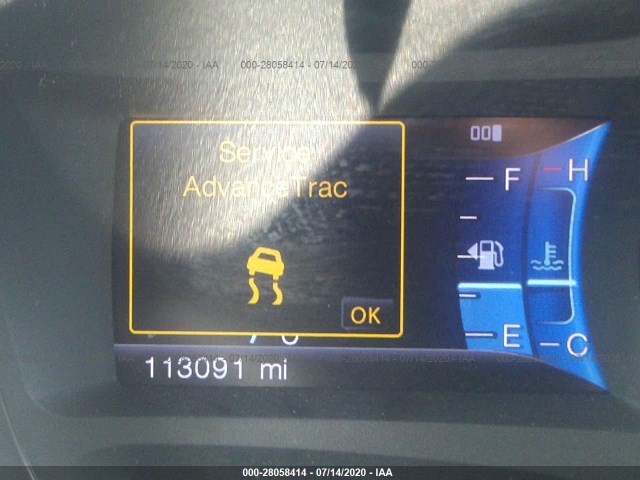 000-28058414 - 07/14/2020 - IAA
Service
AdvanceTrac
OK
F
H
E
C
113091 mi
000-28058414 - 07/14/2020 - IAA